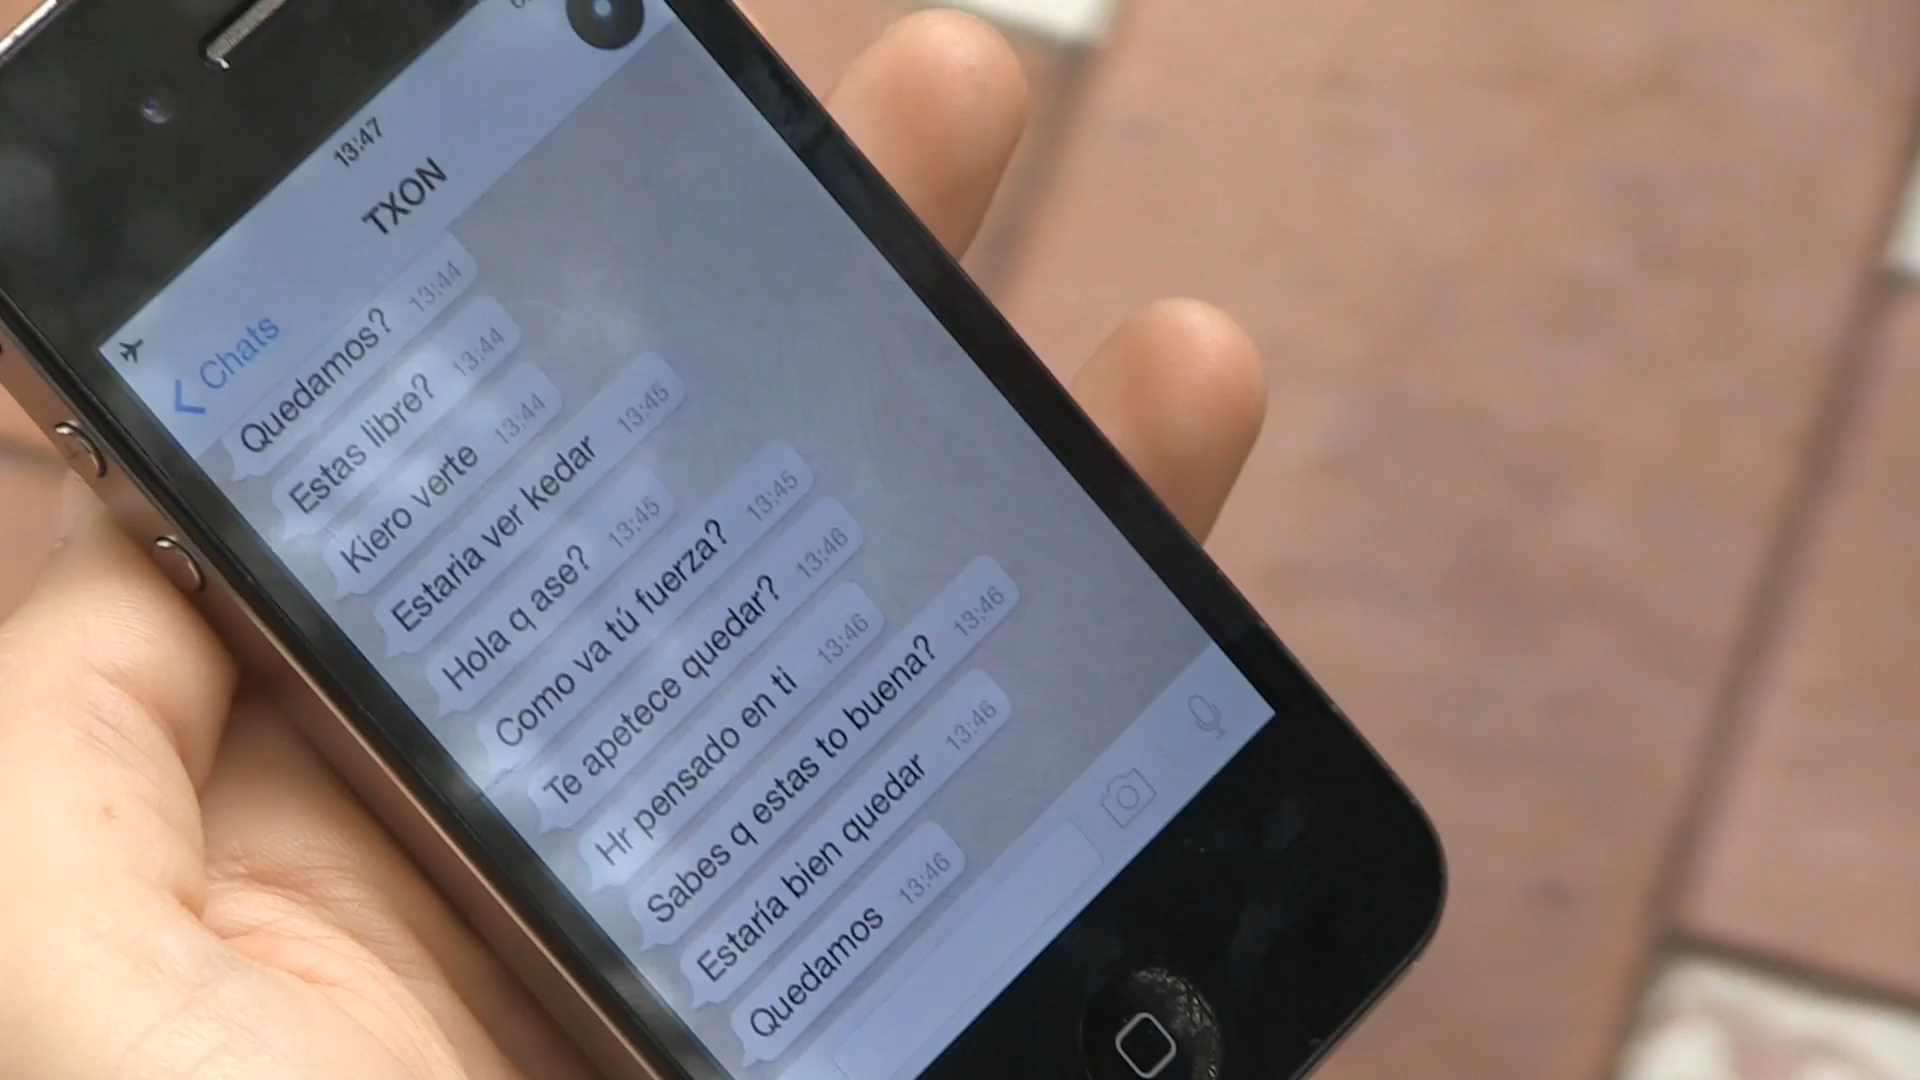 13:47
TXON
Chats
Quedamos? 13:44
Estas libre? 13:44
Kiero verte 13:44
Estaria ver kedar 13:45
Hola q ase? 13:45
Como va tú fuerza? 13:45
Te apetece quedar? 13:46
Hr pensado en ti 13:46
Sabes q estas to buena? 13:46
Estaría bien quedar 13:46
Quedamos 13:46